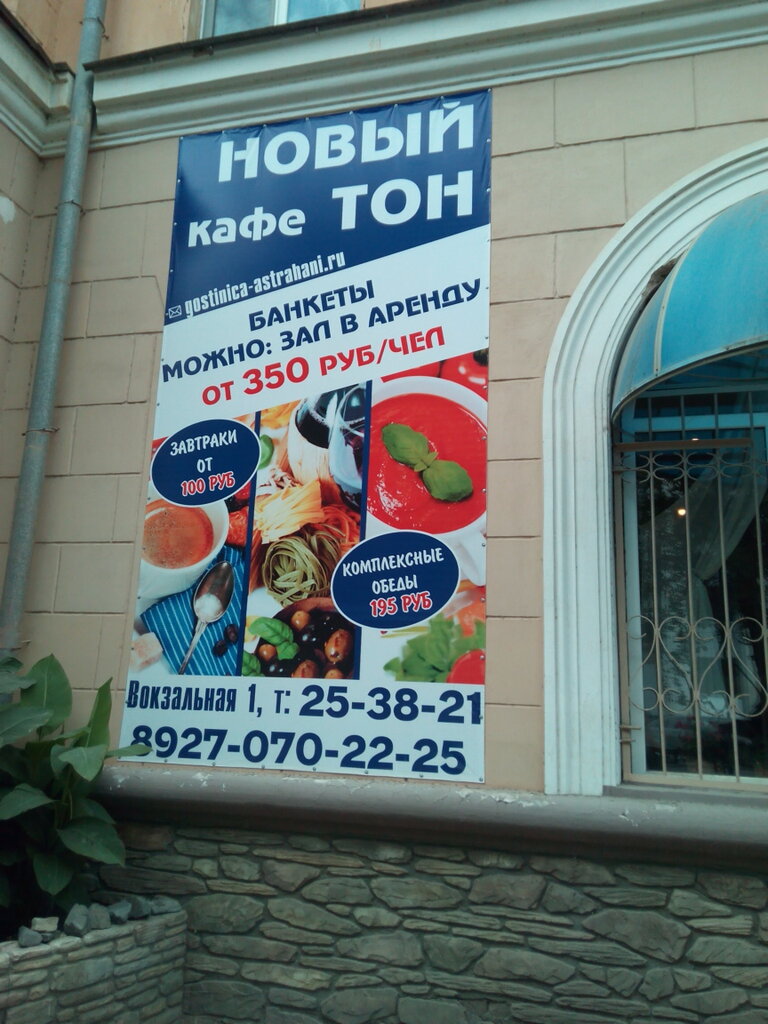 НОВЫЙ
кафе ТОН
gostinica-astrahani.ru
БАНКЕТЫ
МОЖНО: ЗАЛ В АРЕНДУ
ОТ 350 РУБ/ЧЕЛ
ЗАВТРАКИ
ОТ
100 РУБ
КОМПЛЕКСНЫЕ
ОБЕДЫ
195 РУБ
Вокзальная 1, т: 25-38-21
8927-070-22-25